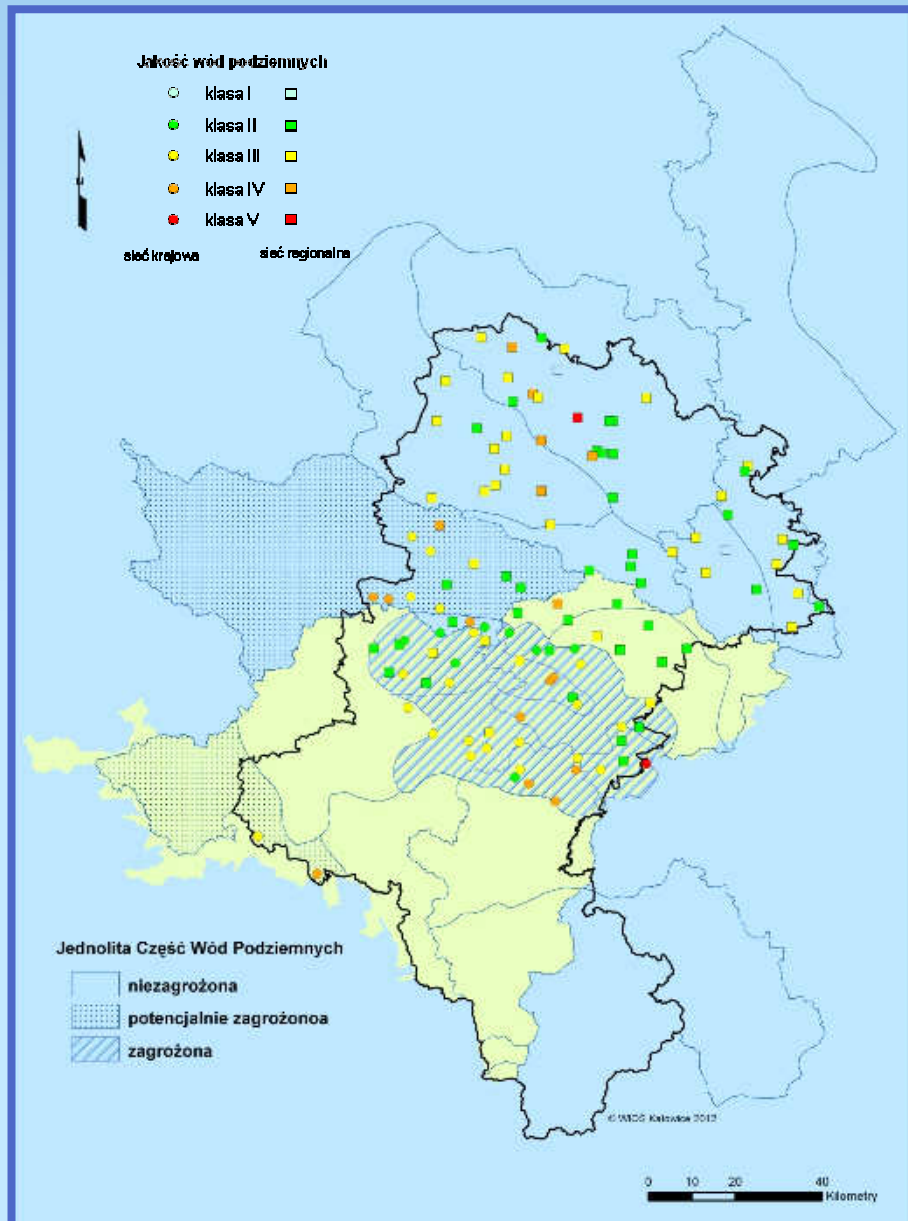 Jakość wód podziemnych
klasa I
klasa II
klasa III
klasa IV
klasa V
sieć krajowa sieć regionalna
Jednolita Część Wód Podziemnych
niezagrożona
potencjalnie zagrożonoa
zagrożona
© WIOŚ Katowice 2012
0 10 20 40
Kilometry